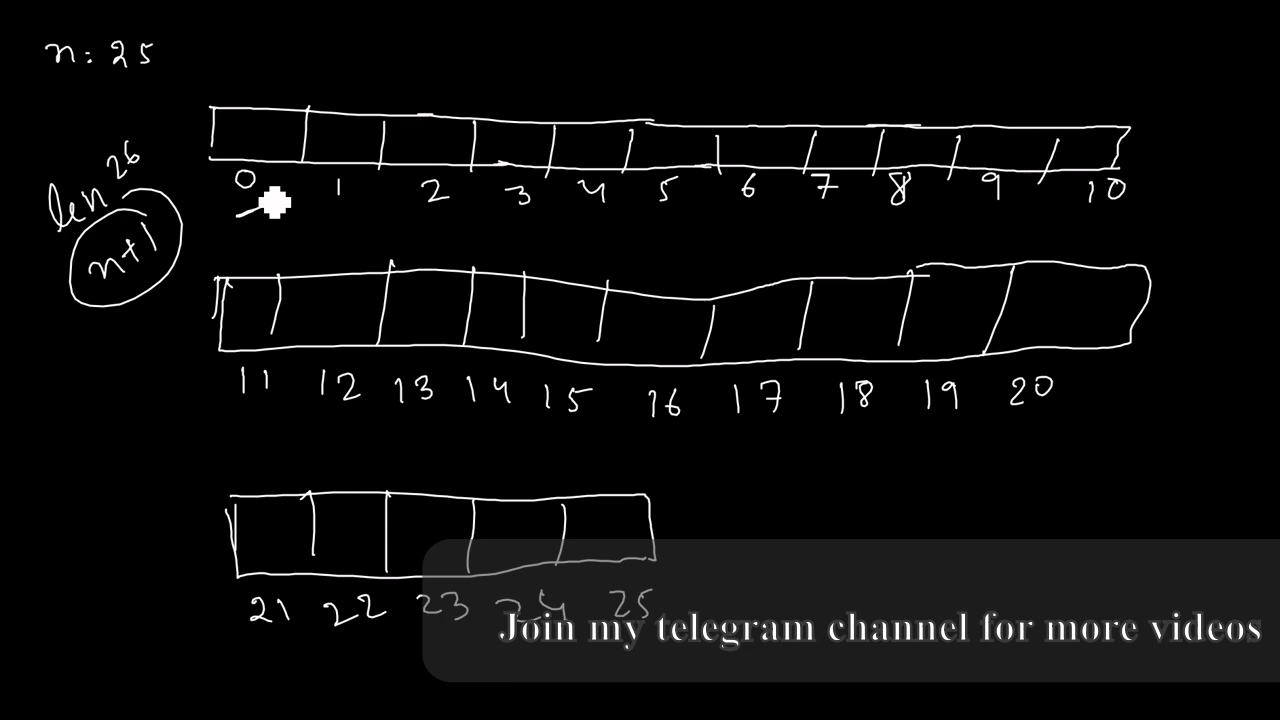 n: 25
0 1 2 3 4 5 6 7 8 9 10
len 26
n+1
11 12 13 14 15 16 17 18 19 20
21 22 23 24 25
Join my telegram channel for more videos